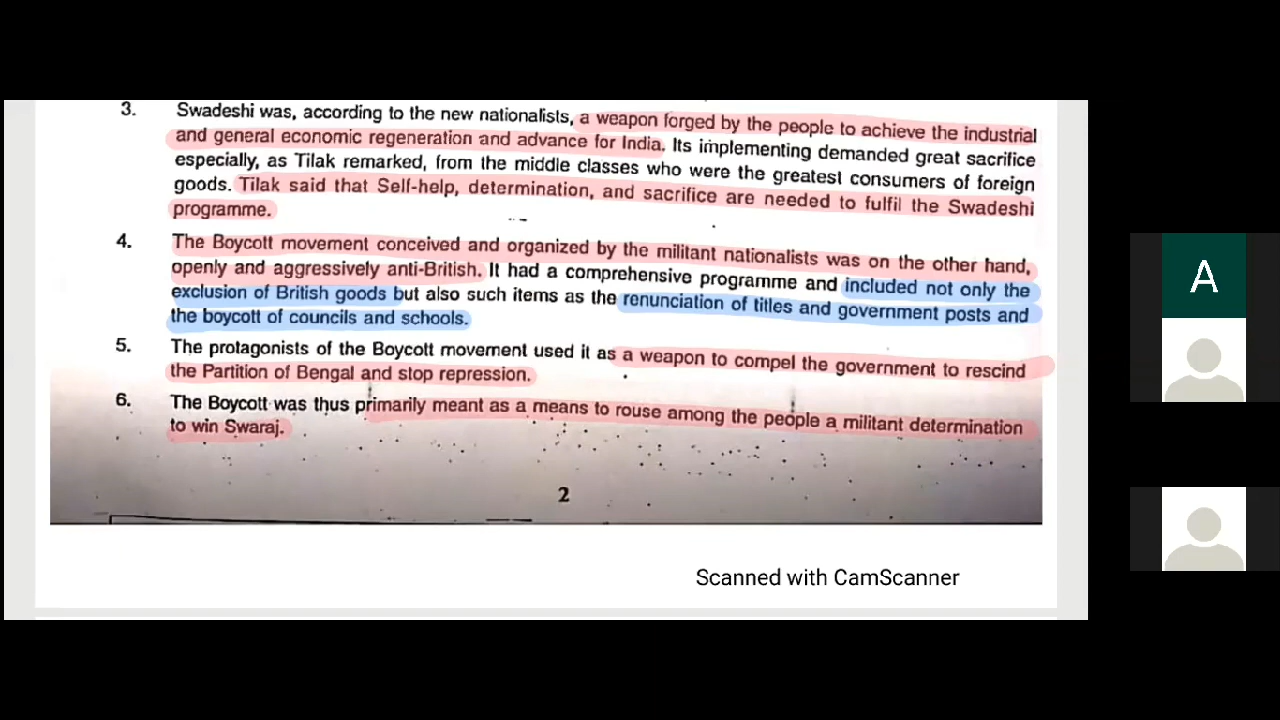 3. Swadeshi was, according to the new nationalists, a weapon forged by the people to achieve the industrial
and general economic regeneration and advance for India. Its implementing demanded great sacrifice
especially, as Tilak remarked, from the middle classes who were the greatest consumers of foreign
goods. Tilak said that Self-help, determination, and sacrifice are needed to fulfil the Swadeshi
programme.
4. The Boycott movement conceived and organized by the militant nationalists was on the other hand,
openly and aggressively anti-British. It had a comprehensive programme and included not only the
exclusion of British goods but also such items as the renunciation of titles and government posts and
the boycott of councils and schools.
5. The protagonists of the Boycott movement used it as a weapon to compel the government to rescind
the Partition of Bengal and stop repression.
6. The Boycott was thus primarily meant as a means to rouse among the people a militant determination
to win Swaraj.
2
Scanned with CamScanner
A